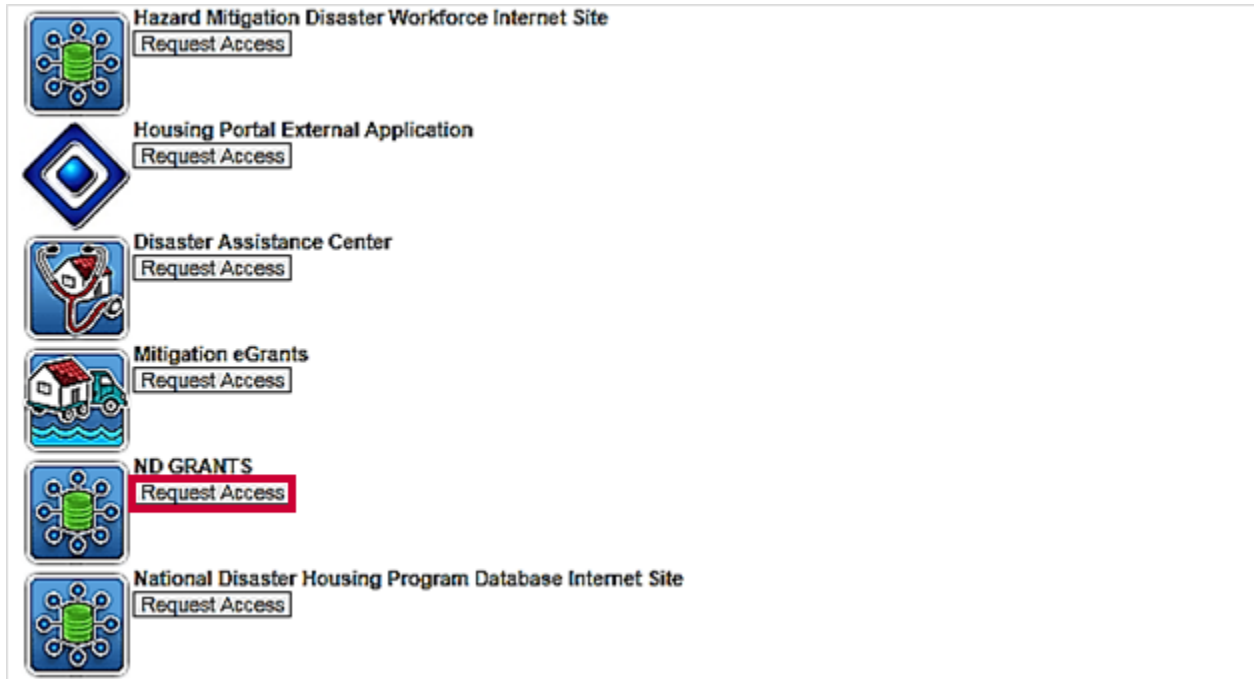 Hazard Mitigation Disaster Workforce Internet Site
Request Access
Housing Portal External Application
Request Access
Disaster Assistance Center
Request Access
Mitigation eGrants
Request Access
ND GRANTS
Request Access
National Disaster Housing Program Database Internet Site
Request Access